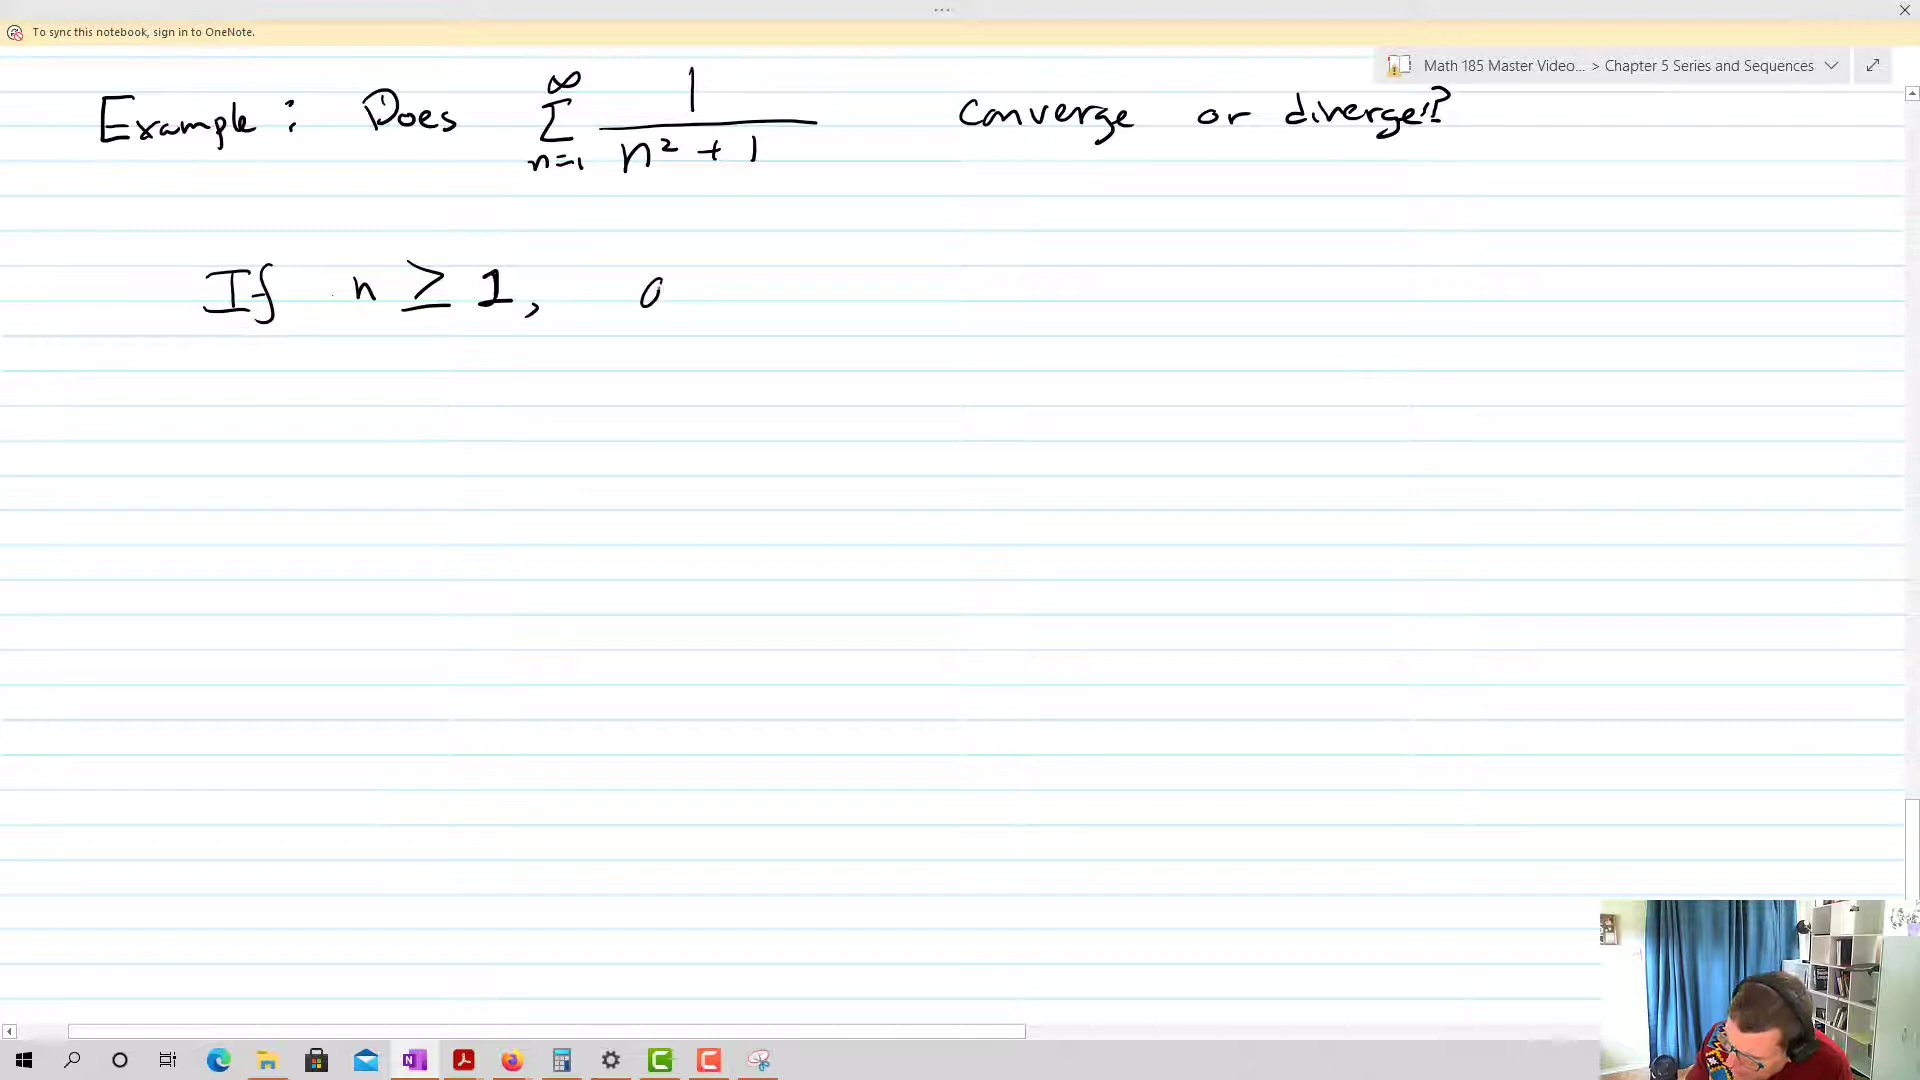 To sync this notebook, sign in to OneNote.
Math 185 Master Video... > Chapter 5 Series and Sequences
Example: Does ∑_{n=1}^{∞} 1/(n² + 1) converge or diverge?
If n ≥ 1, 0